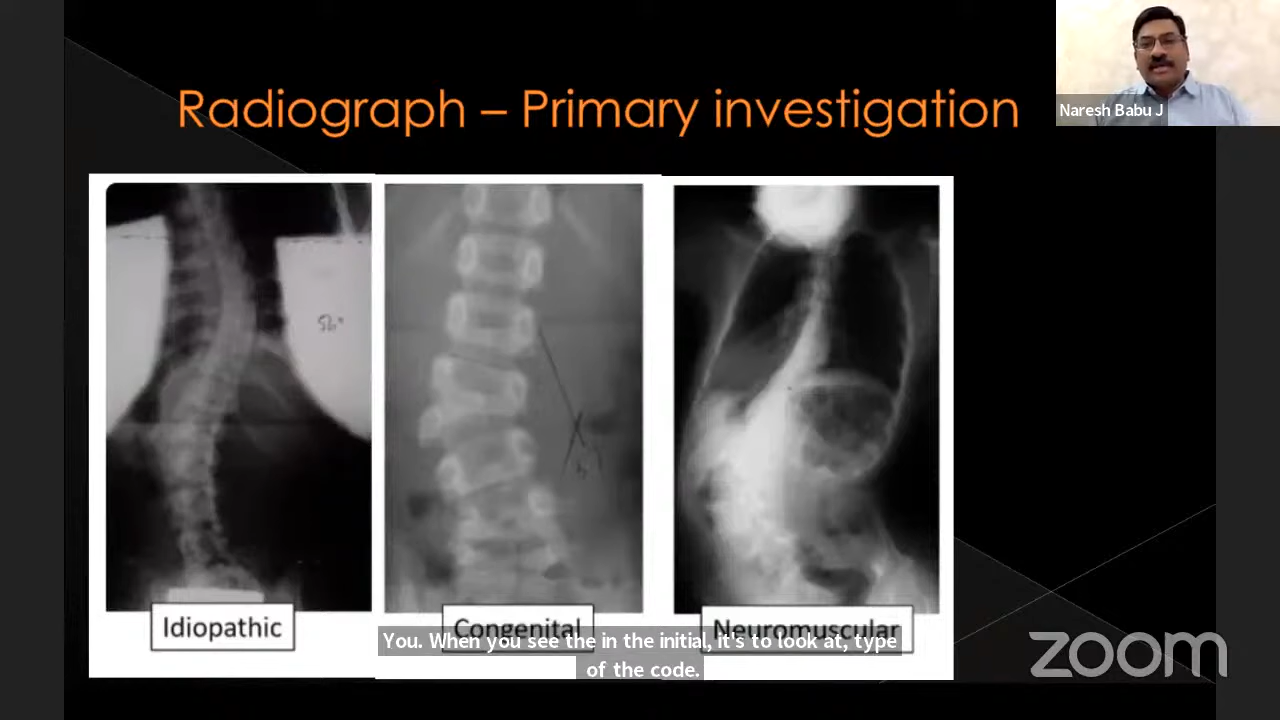 Radiograph – Primary investigation
Naresh Babu J
56°
Idiopathic
Congenital
Neuromuscular
You. When you see the in the initial, it's to look at, type
of the code.
zoom